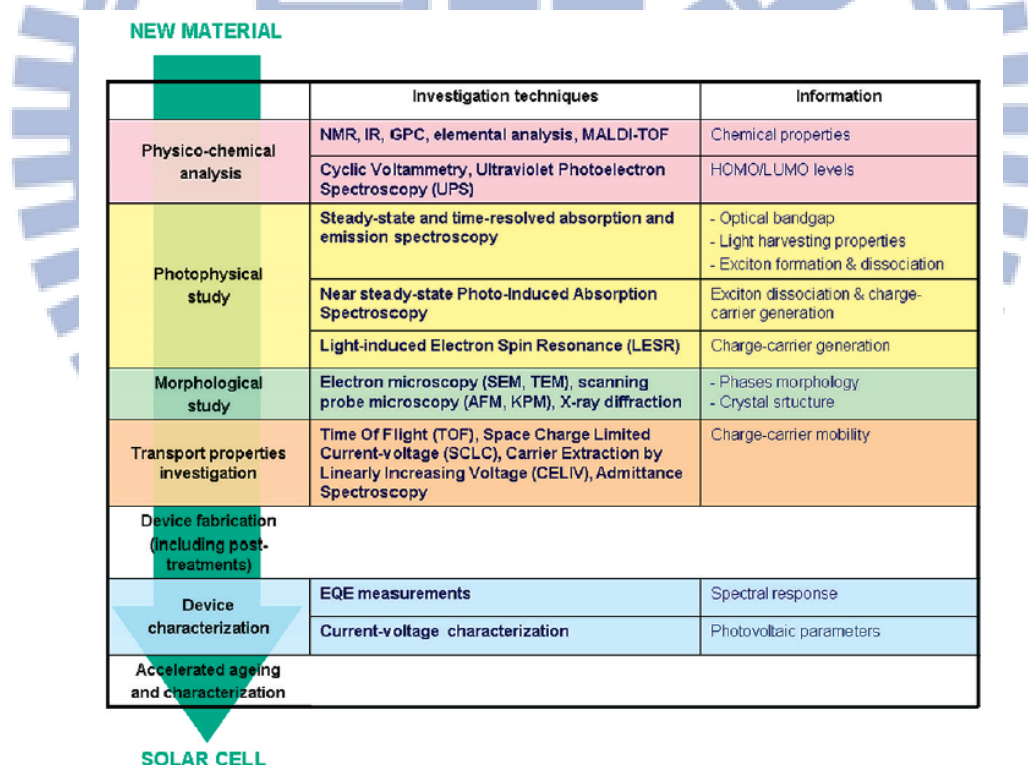 NEW MATERIAL
Investigation techniques
Information
Physico-chemical
analysis
NMR, IR, GPC, elemental analysis, MALDI-TOF
Chemical properties
Cyclic Voltammetry, Ultraviolet Photoelectron
Spectroscopy (UPS)
HOMO/LUMO levels
Photophysical
study
Steady-state and time-resolved absorption and
emission spectroscopy
- Optical bandgap
- Light harvesting properties
- Exciton formation & dissociation
Near steady-state Photo-Induced Absorption
Spectroscopy
Exciton dissociation & charge-
carrier generation
Light-induced Electron Spin Resonance (LESR)
Charge-carrier generation
Morphological
study
Electron microscopy (SEM, TEM), scanning
probe microscopy (AFM, KPM), X-ray diffraction
- Phases morphology
- Crystal srtucture
Transport properties
investigation
Time Of Flight (TOF), Space Charge Limited
Current-voltage (SCLC), Carrier Extraction by
Linearly Increasing Voltage (CELIV), Admittance
Spectroscopy
Charge-carrier mobility
Device fabrication
(including post-
treatments)
Device
characterization
EQE measurements
Spectral response
Current-voltage characterization
Photovoltaic parameters
Accelerated ageing
and characterization
SOLAR CELL